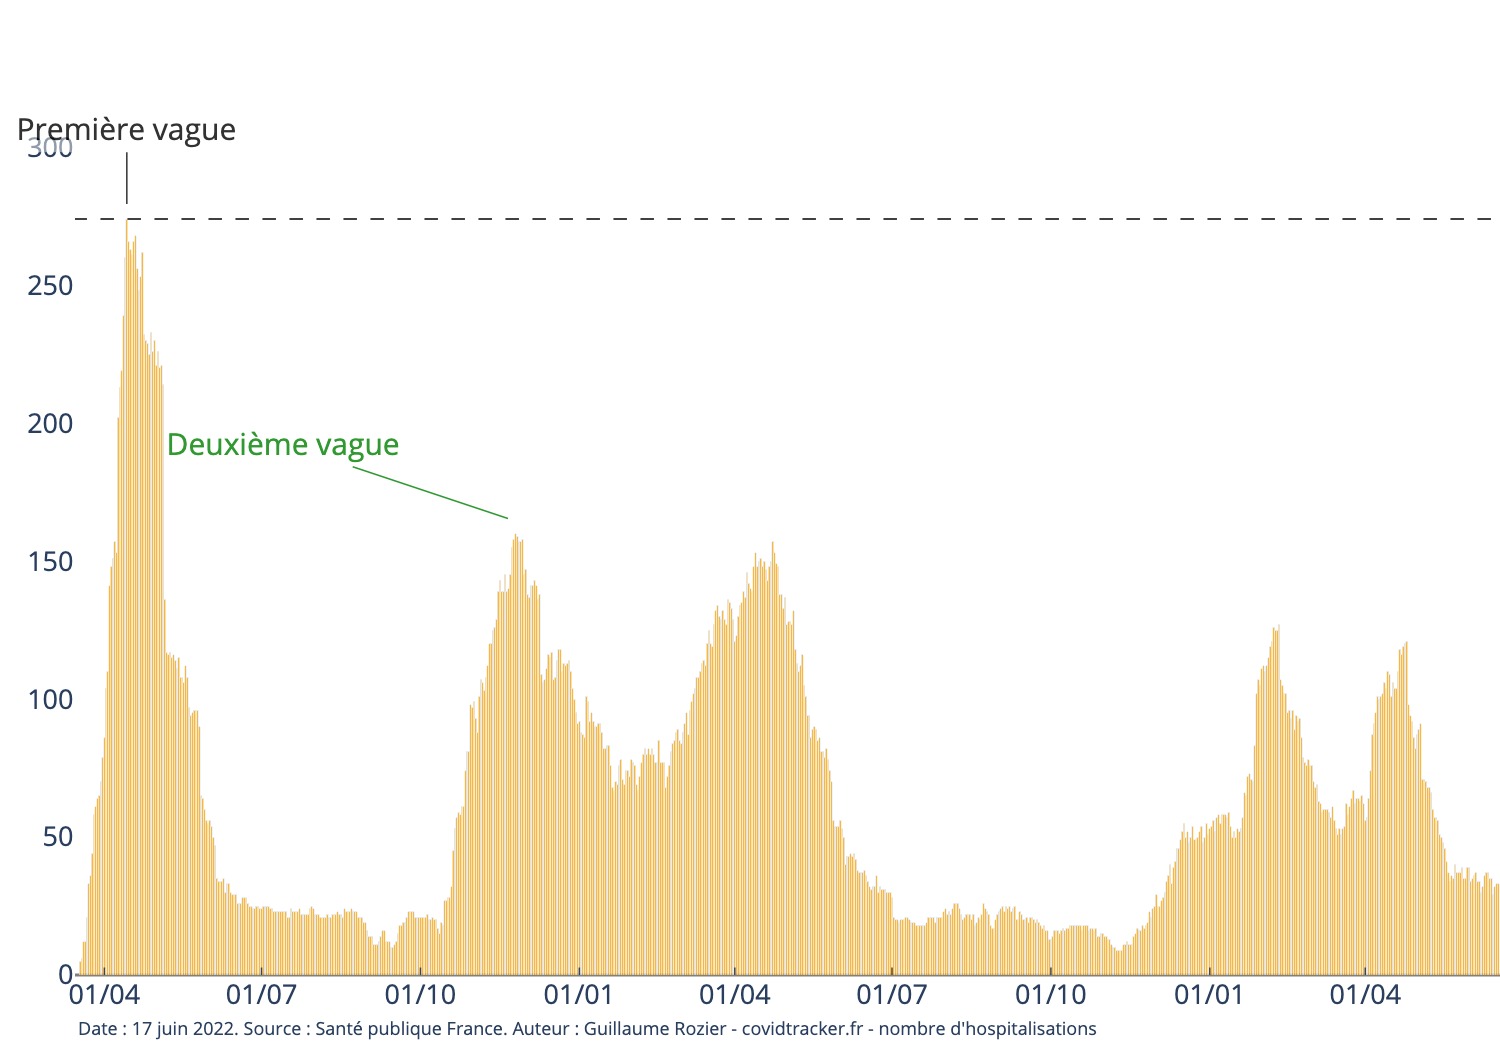 Première vague
300
250
200
Deuxième vague
150
100
50
0
01/04 01/07 01/10 01/01 01/04 01/07 01/10 01/01 01/04
Date : 17 juin 2022. Source : Santé publique France. Auteur : Guillaume Rozier - covidtracker.fr - nombre d'hospitalisations